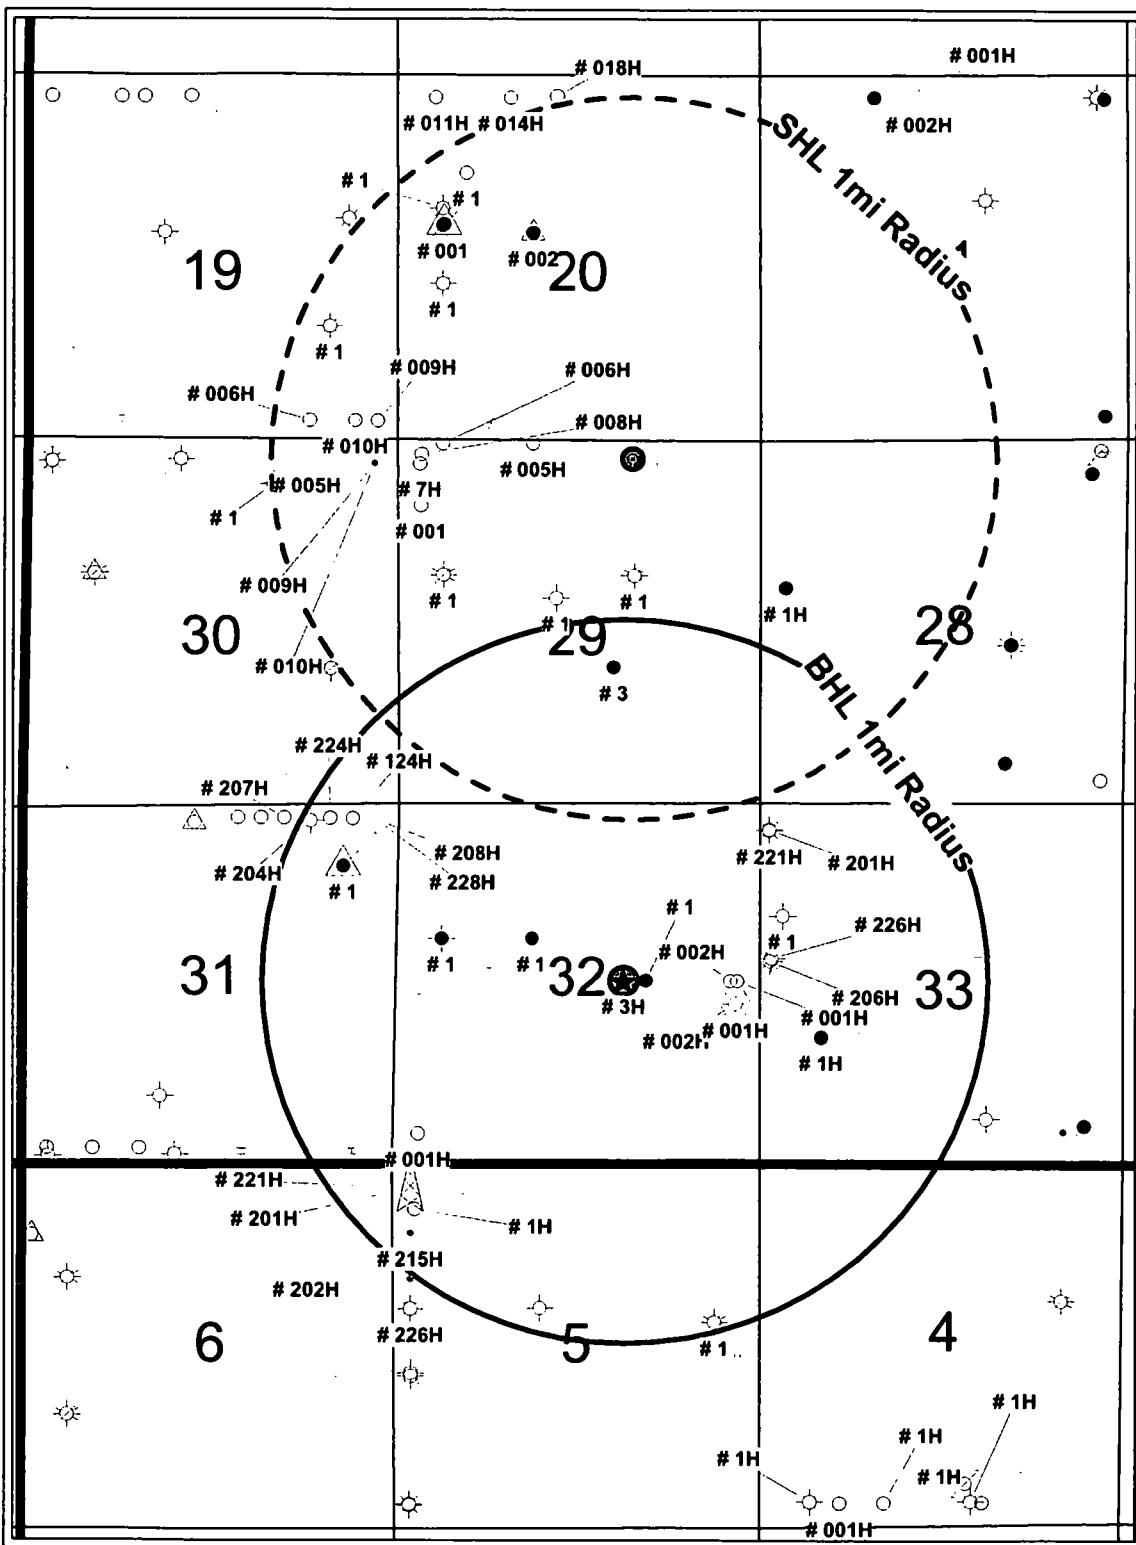 # 001H
# 018H
# 011H # 014H
# 002H
SHL 1mi Radius
# 1
# 1
# 001
# 002
19
20
# 1
# 1
# 009H
# 006H
# 006H
# 008H
# 010H
# 005H
# 005H
# 7H
# 1
# 001
# 009H
# 1
# 1
# 1H
# 1
30
29
28
# 010H
# 3
BHL 1mi Radius
# 224H
# 124H
# 207H
# 208H
# 221H
# 201H
# 204H
# 228H
# 1
# 1
# 226H
# 002H
# 1
# 1
# 1
31
32
33
# 206H
# 3H
# 001H
# 001H
# 002H
# 1H
# 001H
# 221H
# 201H
# 1H
# 215H
# 202H
# 226H
6
5
4
# 1
# 1H
# 1H
# 1H
# 1H
# 001H